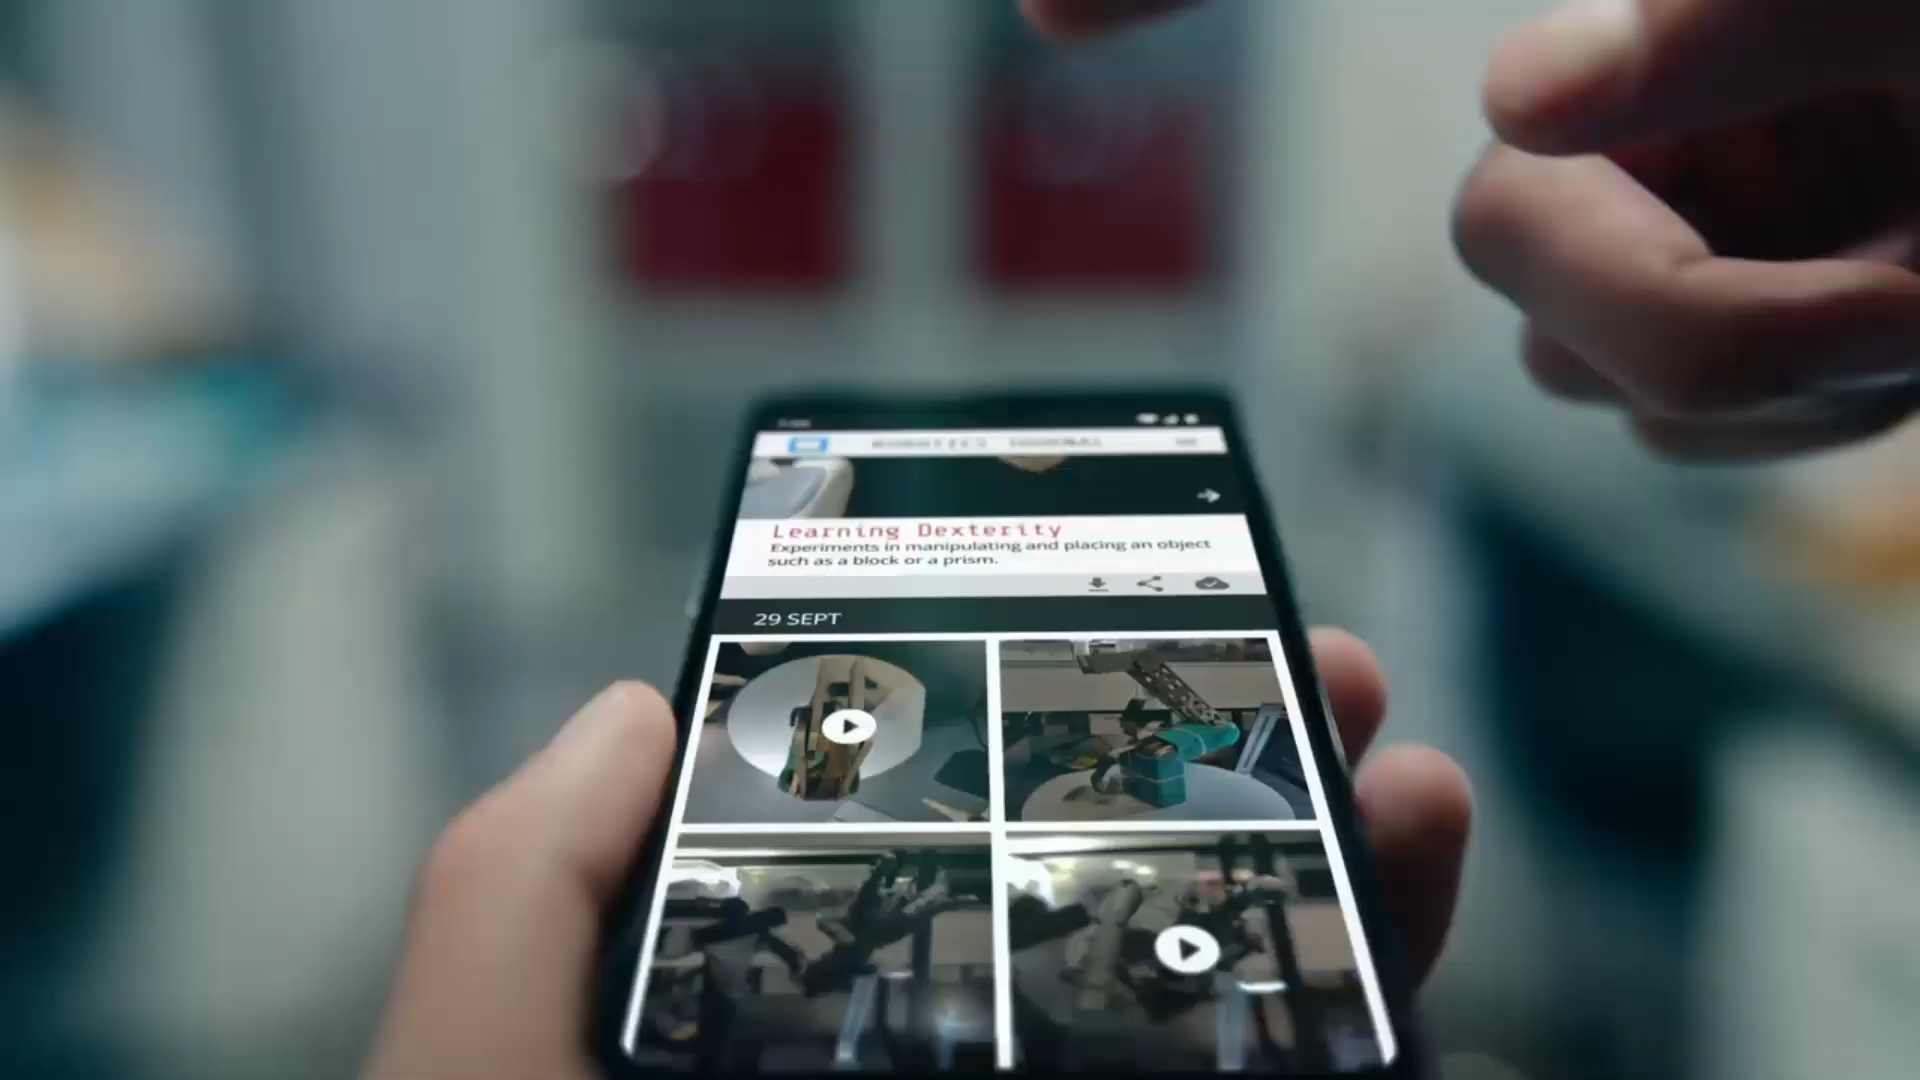 Learning Dexterity
Experiments in manipulating and placing an object
such as a block or a prism.
29 SEPT